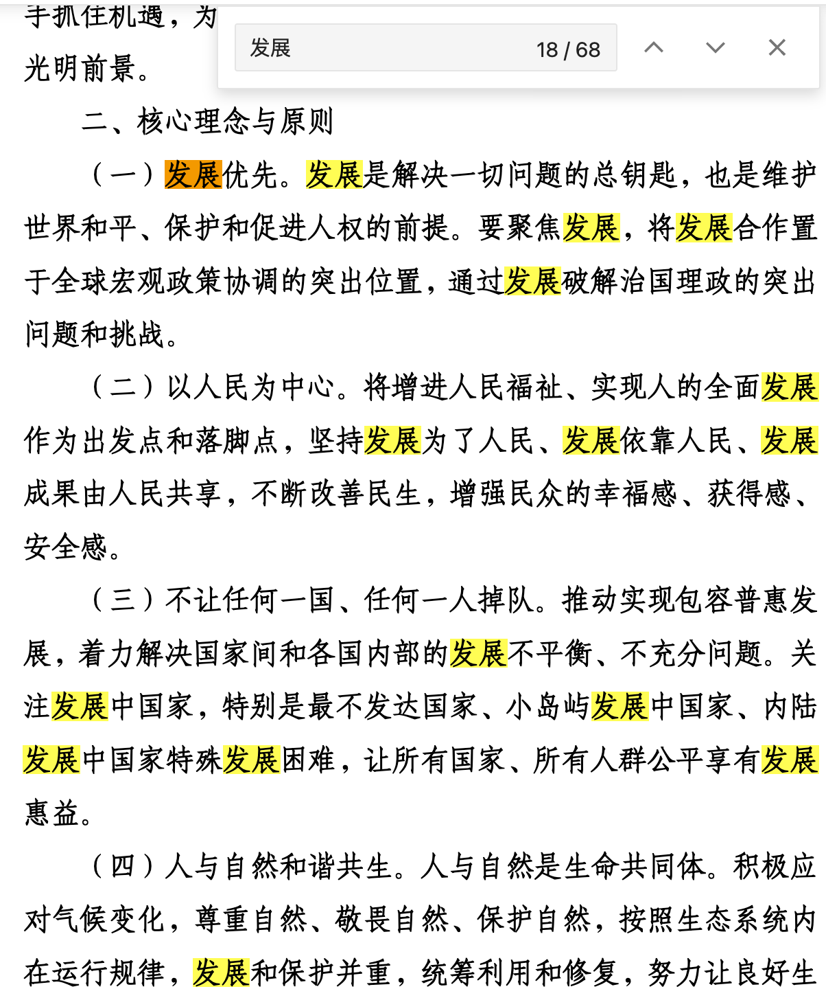 手抓住机遇，为
发展 18 / 68
光明前景。
二、核心理念与原则
（一）发展优先。发展是解决一切问题的总钥匙，也是维护
世界和平、保护和促进人权的前提。要聚焦发展，将发展合作置
于全球宏观政策协调的突出位置，通过发展破解治国理政的突出
问题和挑战。
（二）以人民为中心。将增进人民福祉、实现人的全面发展
作为出发点和落脚点，坚持发展为了人民、发展依靠人民、发展
成果由人民共享，不断改善民生，增强民众的幸福感、获得感、
安全感。
（三）不让任何一国、任何一人掉队。推动实现包容普惠发
展，着力解决国家间和各国内部的发展不平衡、不充分问题。关
注发展中国家，特别是最不发达国家、小岛屿发展中国家、内陆
发展中国家特殊发展困难，让所有国家、所有人群公平享有发展
惠益。
（四）人与自然和谐共生。人与自然是生命共同体。积极应
对气候变化，尊重自然、敬畏自然、保护自然，按照生态系统内
在运行规律，发展和保护并重，统筹利用和修复，努力让良好生